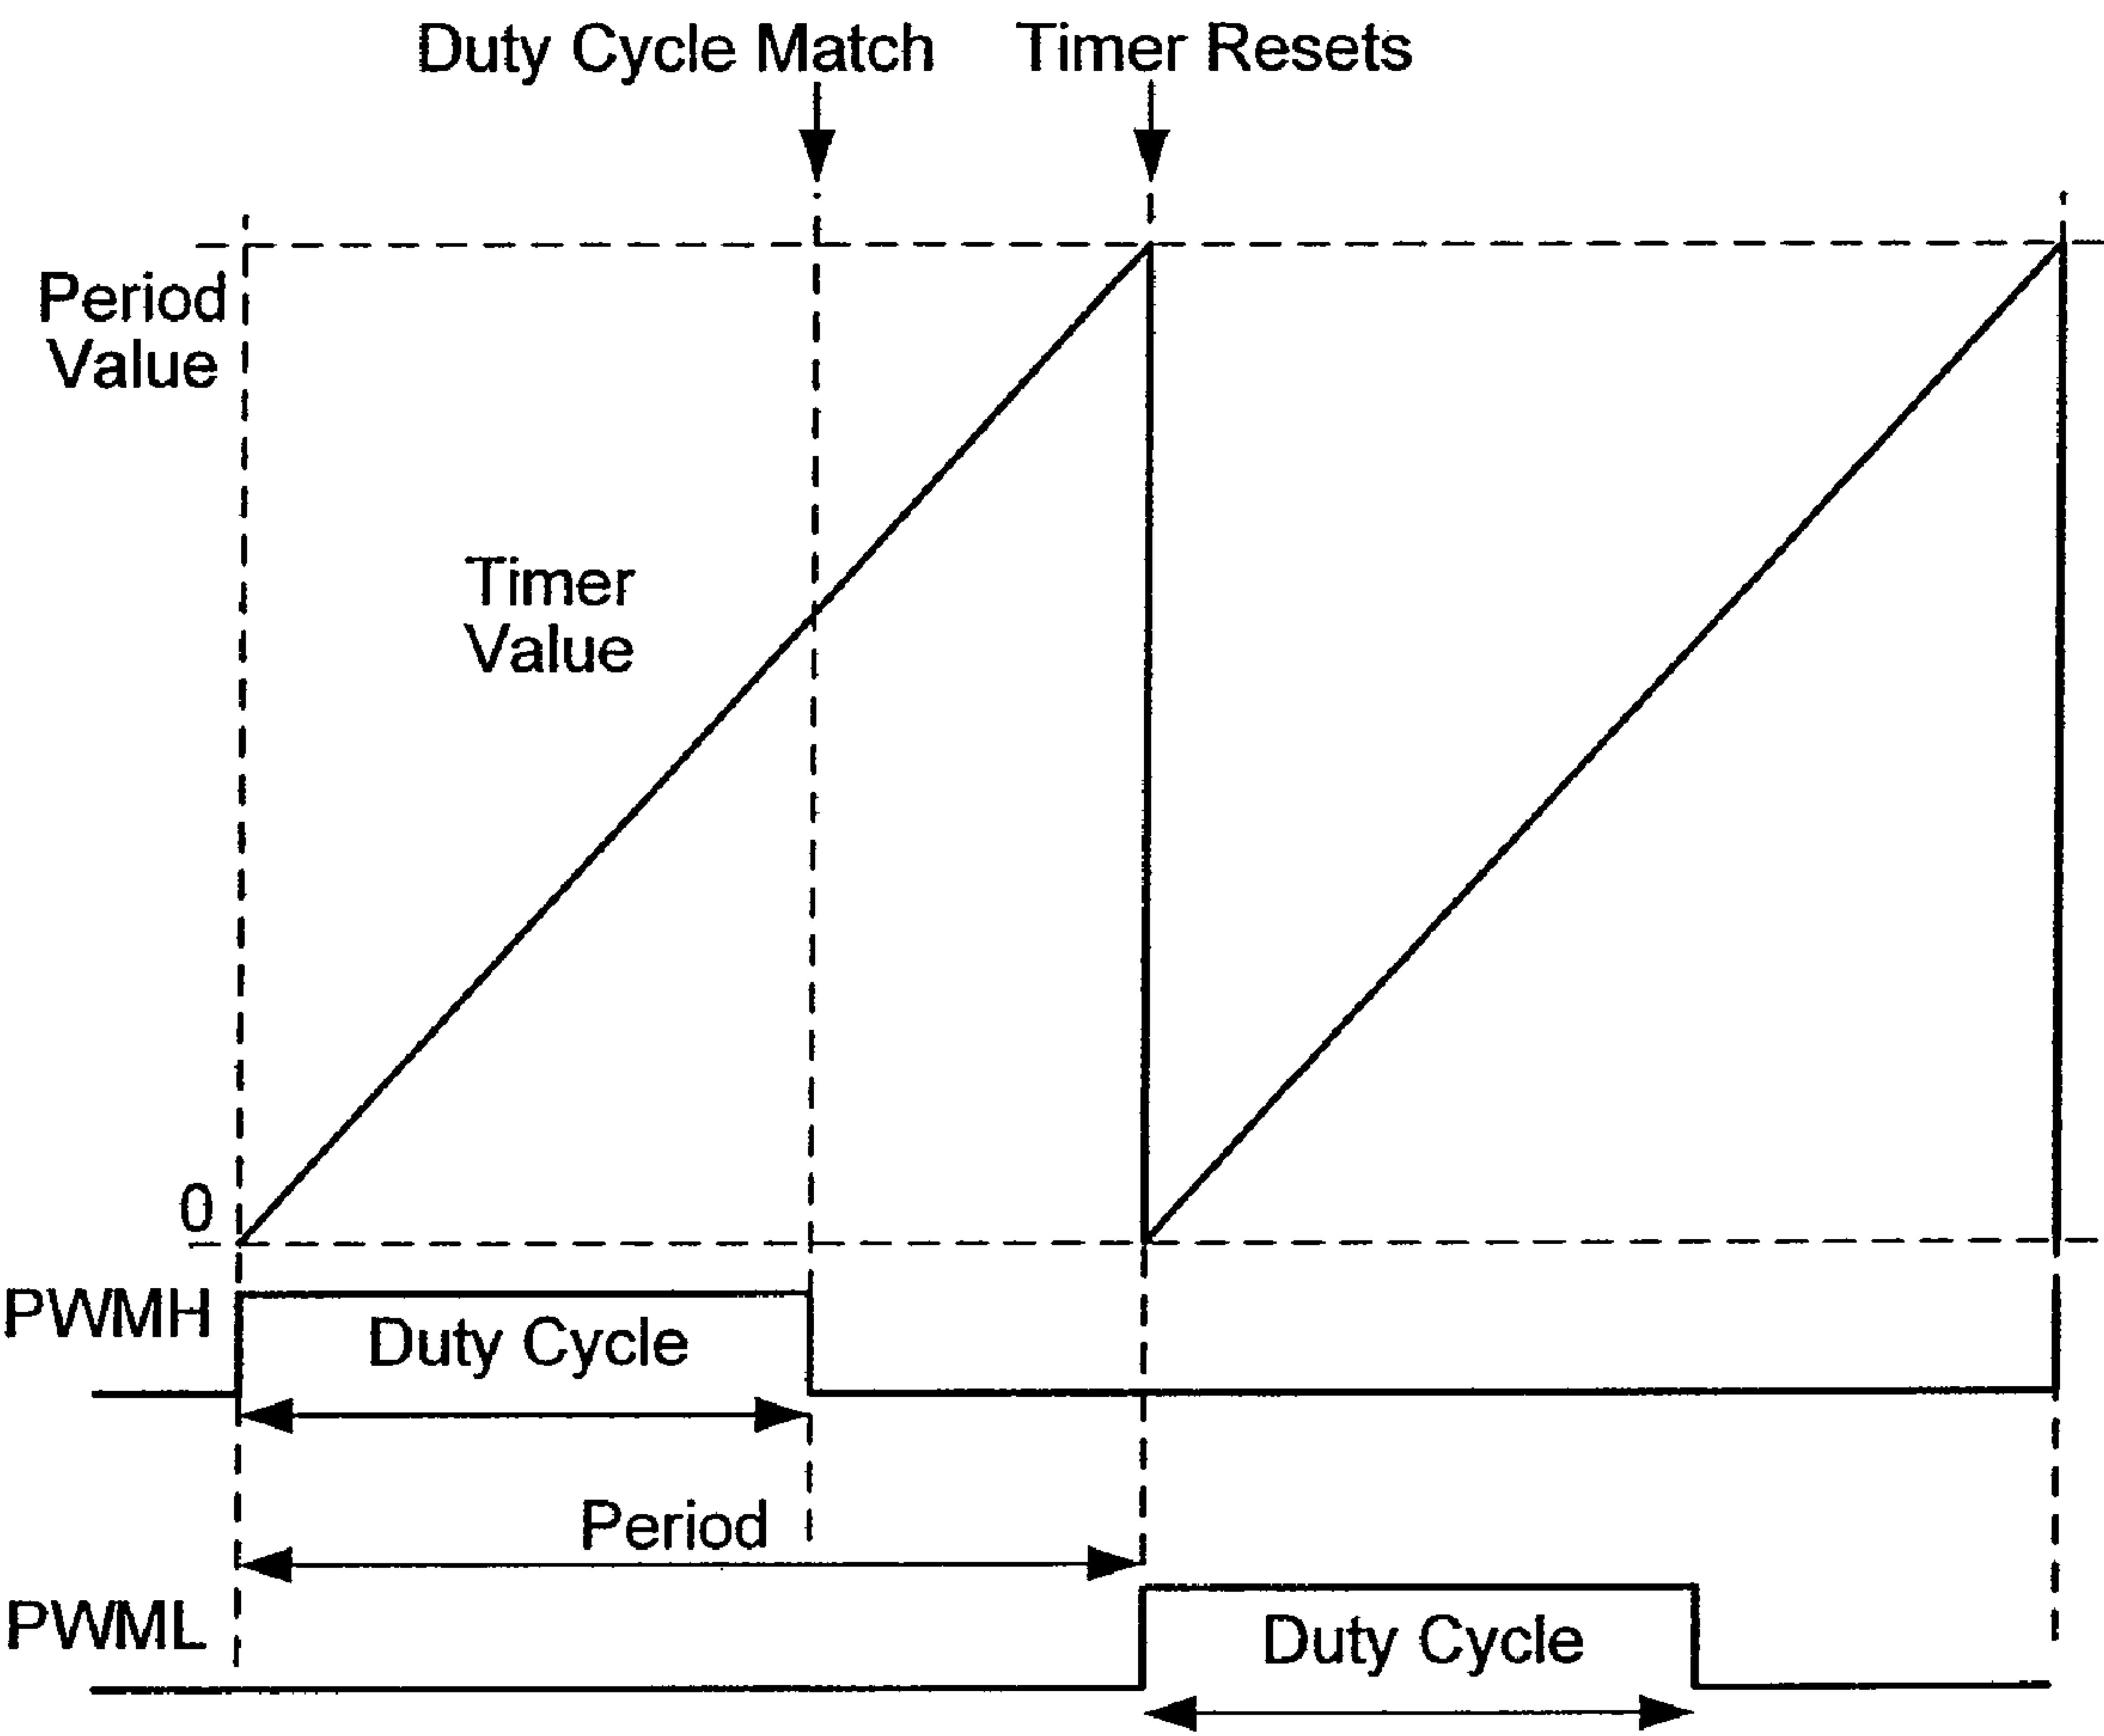 Duty Cycle Match
Timer Resets
Period
Value
Timer
Value
0
PWMH
Duty Cycle
Period
PWML
Duty Cycle